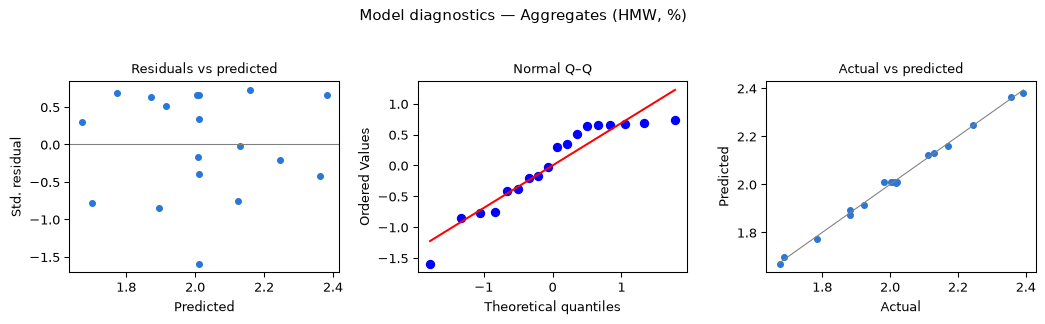 Model diagnostics — Aggregates (HMW, %)
Residuals vs predicted
Std. residual
0.5
0.0
−0.5
−1.0
−1.5
1.8 2.0 2.2 2.4
Predicted
Normal Q–Q
Ordered Values
1.0
0.5
0.0
−0.5
−1.0
−1.5
−1 0 1
Theoretical quantiles
Actual vs predicted
Predicted
2.4
2.2
2.0
1.8
1.8 2.0 2.2 2.4
Actual